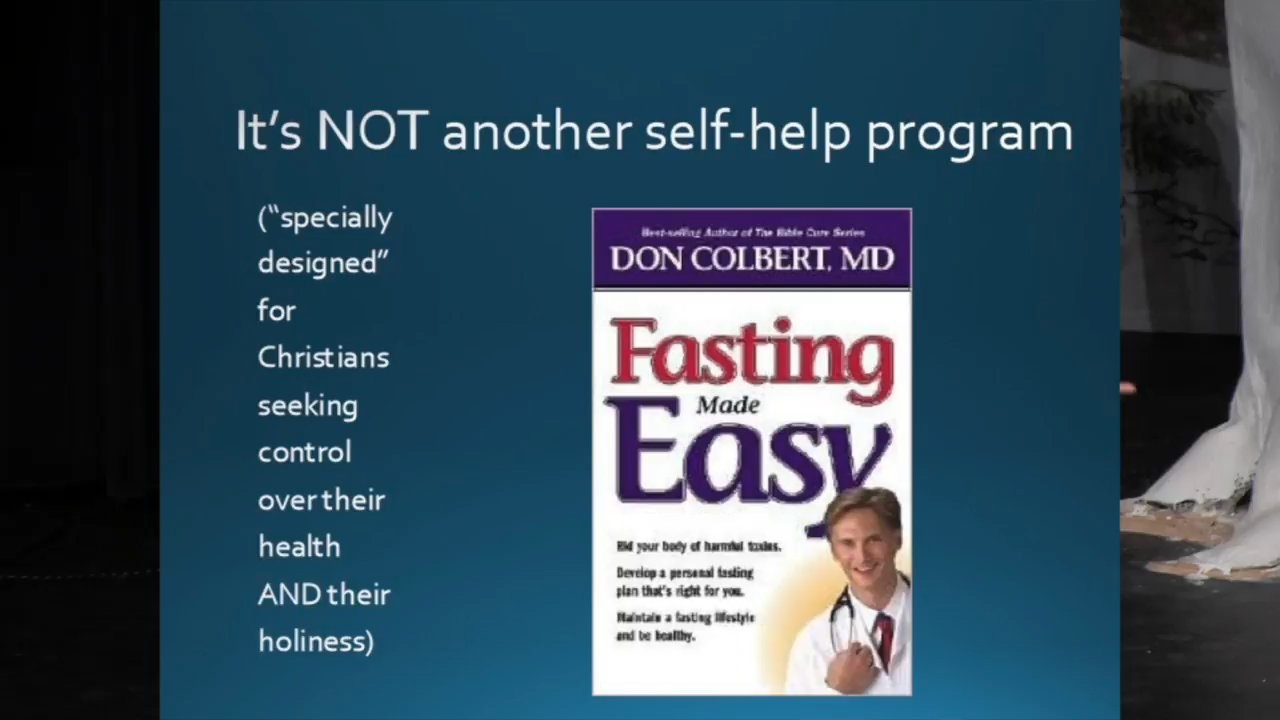 It's NOT another self-help program
("specially
designed"
for
Christians
seeking
control
over their
health
AND their
holiness)
Best-selling Author of The Bible Cure Series
DON COLBERT, MD
Fasting
Made
Easy
Rid your body of harmful toxins.
Develop a personal fasting
plan that's right for you.
Maintain a fasting lifestyle
and be healthy.